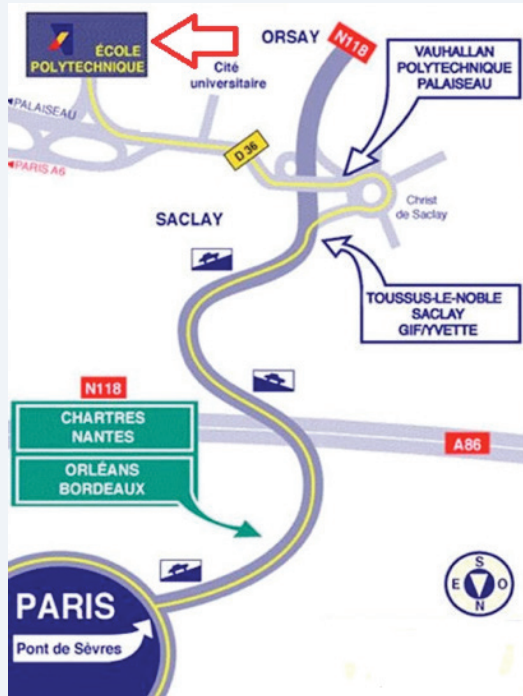 ÉCOLE
POLYTECHNIQUE
ORSAY
N118
VAUHALLAN
POLYTECHNIQUE
PALAISEAU
Cité
universitaire
PALAISEAU
PARIS A6
D 36
Christ
de Saclay
SACLAY
TOUSSUS-LE-NOBLE
SACLAY
GIF/YVETTE
N118
CHARTRES
NANTES
ORLÉANS
BORDEAUX
A86
S
E O
N
PARIS
Pont de Sèvres